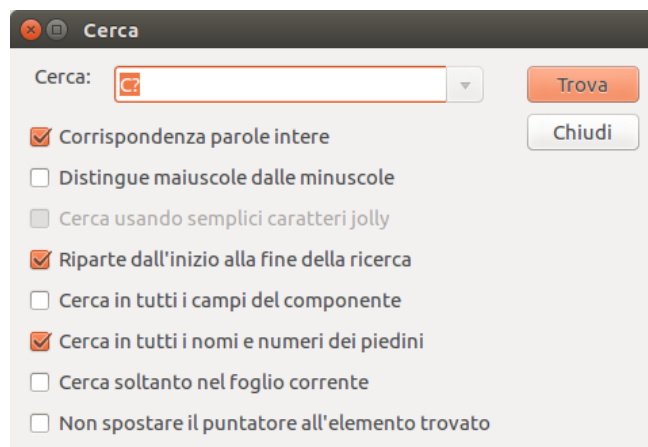 Cerca
Cerca:
C?
Trova
Chiudi
Corrispondenza parole intere
Distingue maiuscole dalle minuscole
Cerca usando semplici caratteri jolly
Riparte dall'inizio alla fine della ricerca
Cerca in tutti i campi del componente
Cerca in tutti i nomi e numeri dei piedini
Cerca soltanto nel foglio corrente
Non spostare il puntatore all'elemento trovato